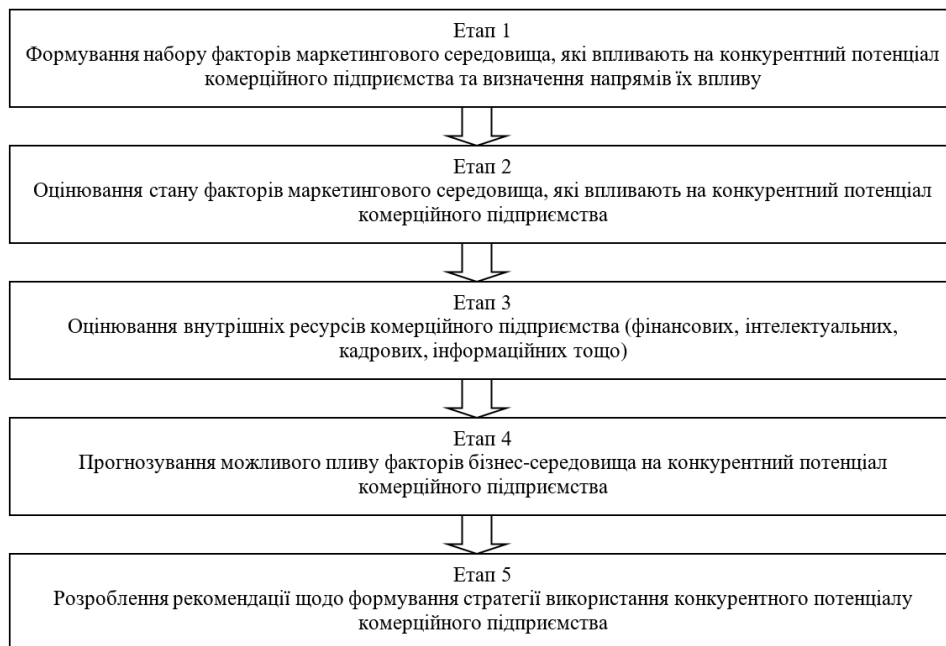 Етап 1
Формування набору факторів маркетингового середовища, які впливають на конкурентний потенціал
комерційного підприємства та визначення напрямів їх впливу
Етап 2
Оцінювання стану факторів маркетингового середовища, які впливають на конкурентний потенціал
комерційного підприємства
Етап 3
Оцінювання внутрішніх ресурсів комерційного підприємства (фінансових, інтелектуальних,
кадрових, інформаційних тощо)
Етап 4
Прогнозування можливого пливу факторів бізнес-середовища на конкурентний потенціал
комерційного підприємства
Етап 5
Розроблення рекомендації щодо формування стратегії використання конкурентного потенціалу
комерційного підприємства